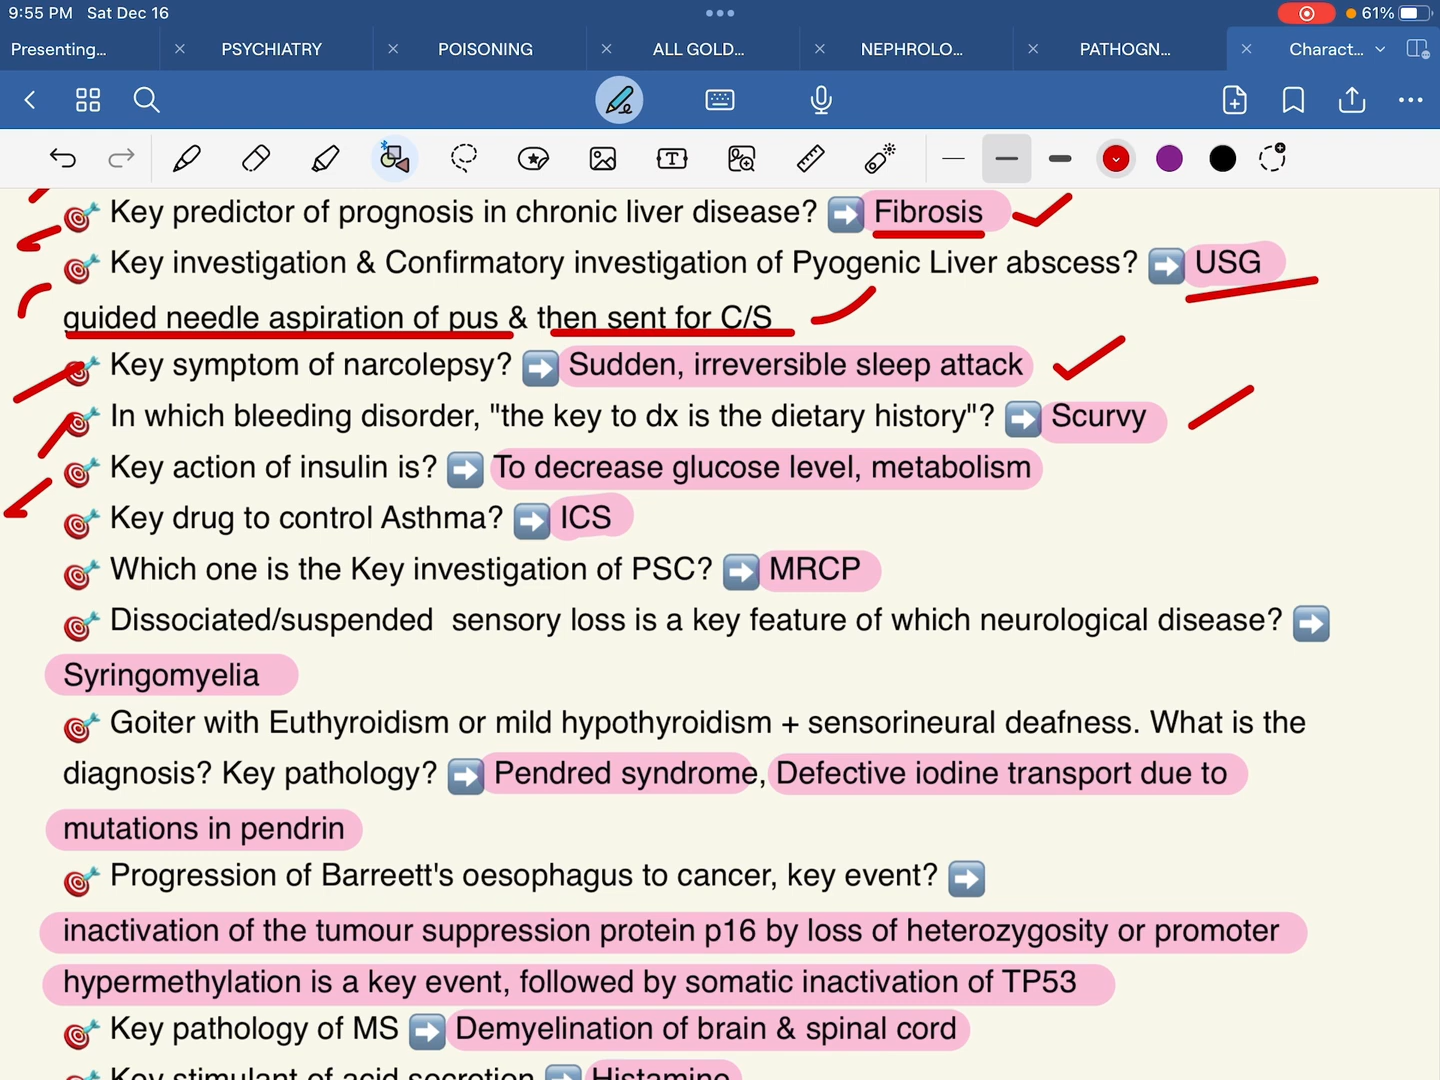 9:55 PM Sat Dec 16 61%
Presenting... PSYCHIATRY POISONING ALL GOLD... NEPHROLO... PATHOGN... Charact...
Key predictor of prognosis in chronic liver disease? ➡️ Fibrosis
Key investigation & Confirmatory investigation of Pyogenic Liver abscess? ➡️ USG
guided needle aspiration of pus & then sent for C/S
Key symptom of narcolepsy? ➡️ Sudden, irreversible sleep attack
In which bleeding disorder, "the key to dx is the dietary history"? ➡️ Scurvy
Key action of insulin is? ➡️ To decrease glucose level, metabolism
Key drug to control Asthma? ➡️ ICS
Which one is the Key investigation of PSC? ➡️ MRCP
Dissociated/suspended sensory loss is a key feature of which neurological disease? ➡️
Syringomyelia
Goiter with Euthyroidism or mild hypothyroidism + sensorineural deafness. What is the
diagnosis? Key pathology? ➡️ Pendred syndrome, Defective iodine transport due to
mutations in pendrin
Progression of Barreett's oesophagus to cancer, key event? ➡️
inactivation of the tumour suppression protein p16 by loss of heterozygosity or promoter
hypermethylation is a key event, followed by somatic inactivation of TP53
Key pathology of MS ➡️ Demyelination of brain & spinal cord
Key stimulant of acid secretion ➡️ Histamine